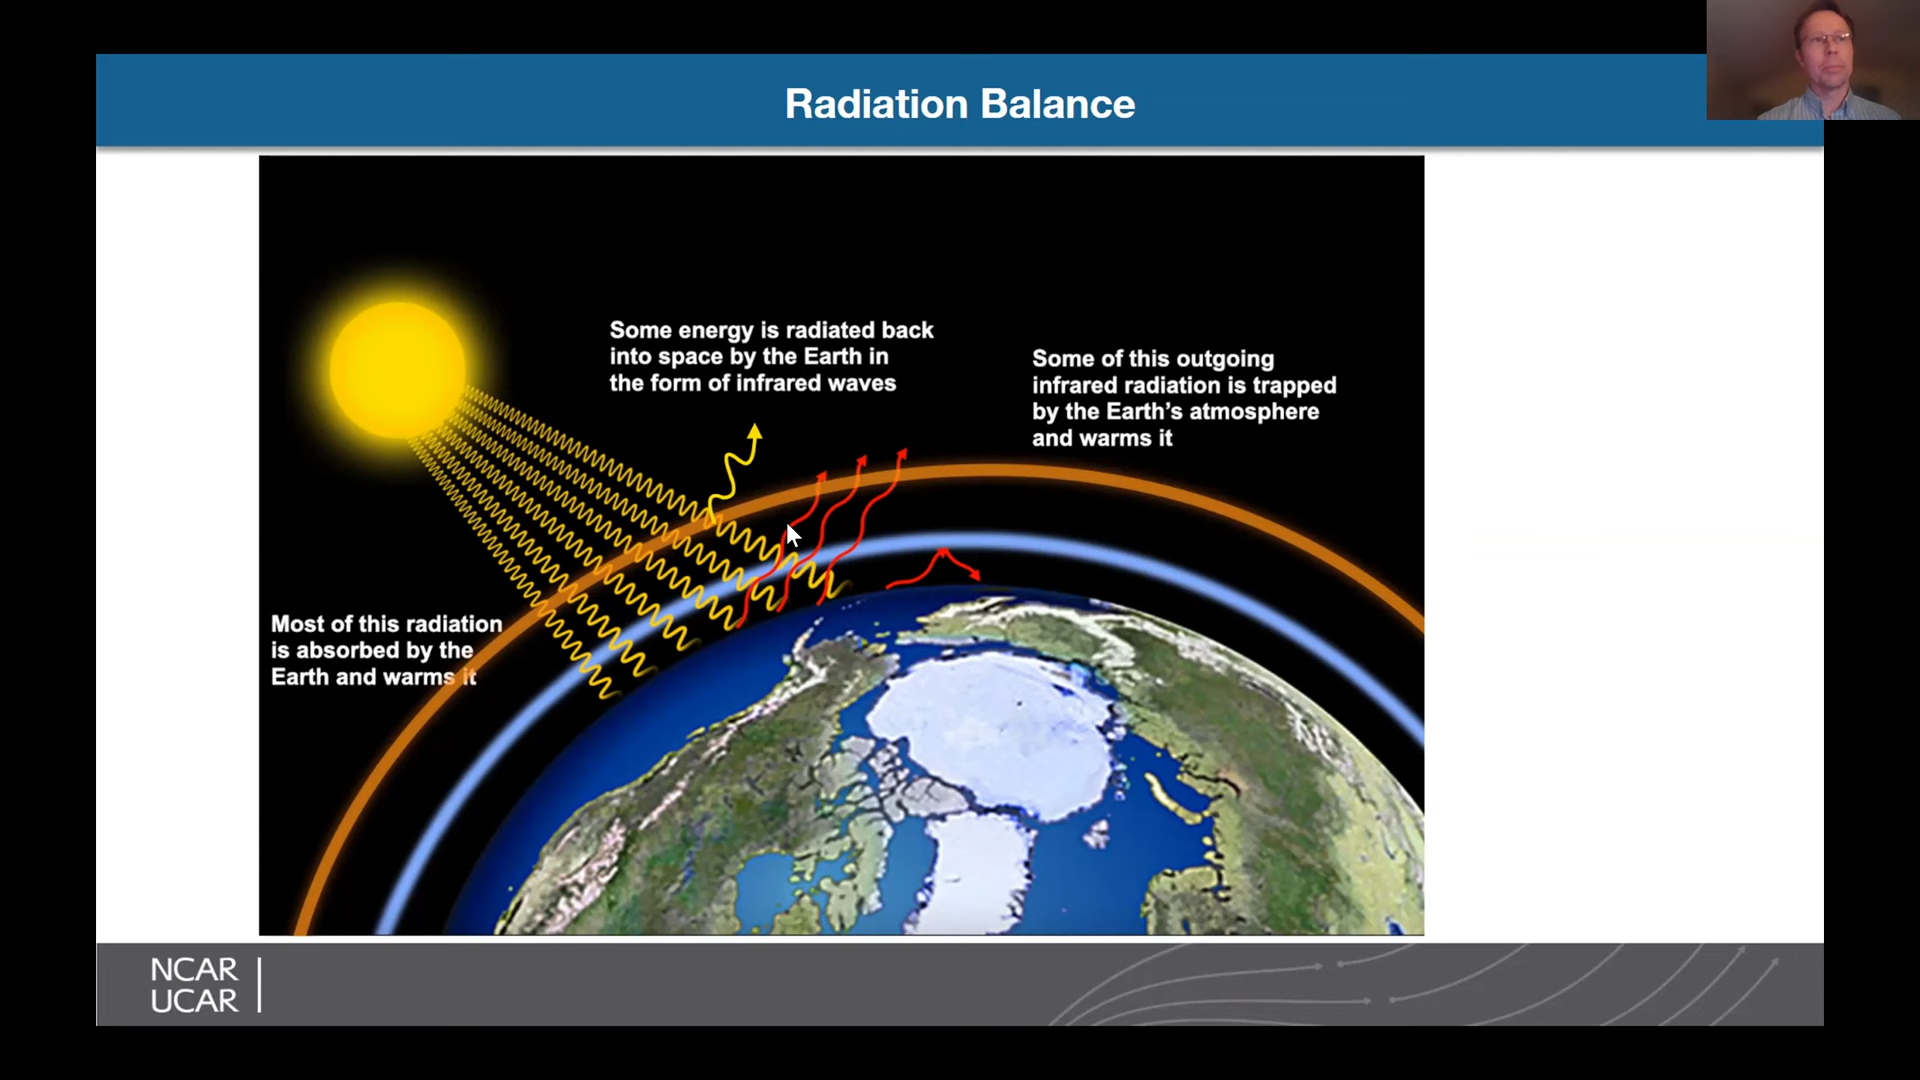 Radiation Balance
Some energy is radiated back
into space by the Earth in
the form of infrared waves
Some of this outgoing
infrared radiation is trapped
by the Earth's atmosphere
and warms it
Most of this radiation
is absorbed by the
Earth and warms it
NCAR
UCAR